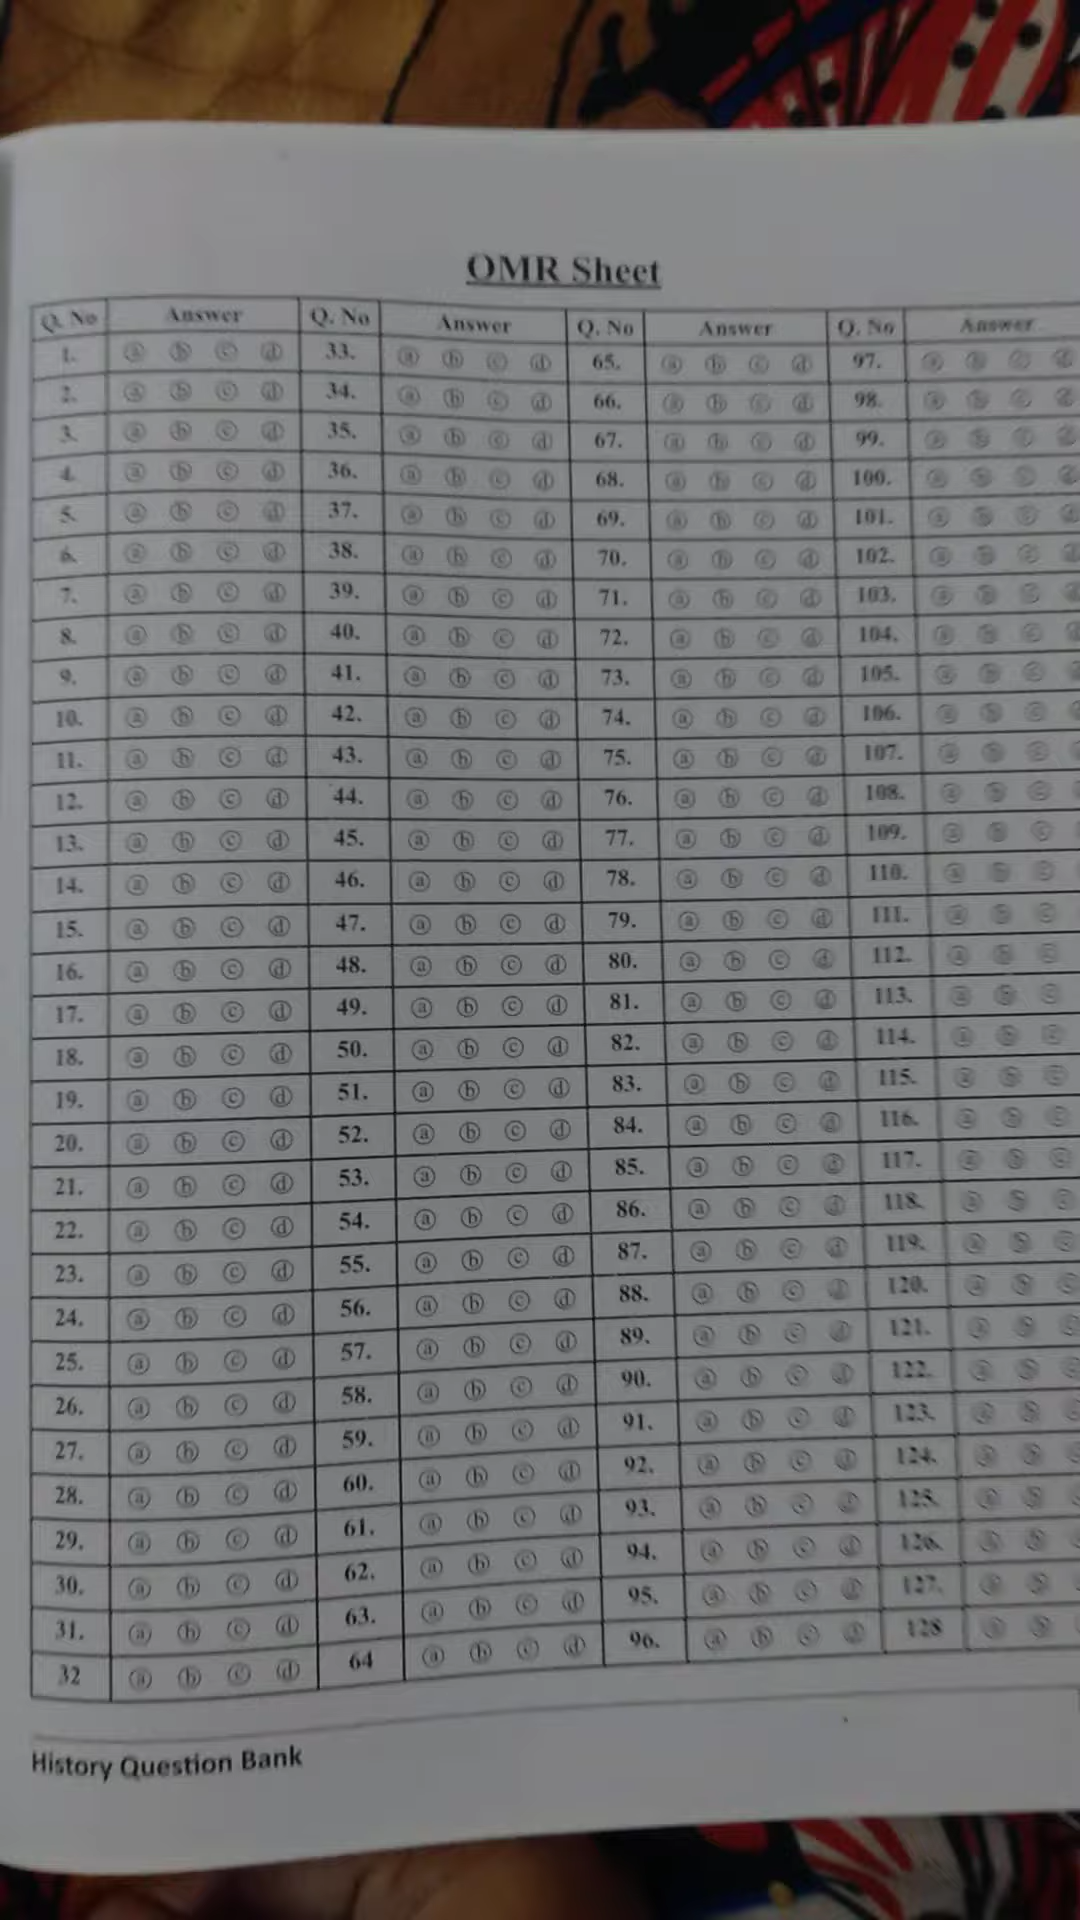 OMR Sheet
Q. No Answer Q. No Answer Q. No Answer Q. No Answer
1. ⓐ ⓑ ⓒ ⓓ 33. ⓐ ⓑ ⓒ ⓓ 65. ⓐ ⓑ ⓒ ⓓ 97. ⓐ ⓑ ⓒ ⓓ
2. ⓐ ⓑ ⓒ ⓓ 34. ⓐ ⓑ ⓒ ⓓ 66. ⓐ ⓑ ⓒ ⓓ 98. ⓐ ⓑ ⓒ ⓓ
3. ⓐ ⓑ ⓒ ⓓ 35. ⓐ ⓑ ⓒ ⓓ 67. ⓐ ⓑ ⓒ ⓓ 99. ⓐ ⓑ ⓒ ⓓ
4. ⓐ ⓑ ⓒ ⓓ 36. ⓐ ⓑ ⓒ ⓓ 68. ⓐ ⓑ ⓒ ⓓ 100. ⓐ ⓑ ⓒ ⓓ
5. ⓐ ⓑ ⓒ ⓓ 37. ⓐ ⓑ ⓒ ⓓ 69. ⓐ ⓑ ⓒ ⓓ 101. ⓐ ⓑ ⓒ ⓓ
6. ⓐ ⓑ ⓒ ⓓ 38. ⓐ ⓑ ⓒ ⓓ 70. ⓐ ⓑ ⓒ ⓓ 102. ⓐ ⓑ ⓒ ⓓ
7. ⓐ ⓑ ⓒ ⓓ 39. ⓐ ⓑ ⓒ ⓓ 71. ⓐ ⓑ ⓒ ⓓ 103. ⓐ ⓑ ⓒ
8. ⓐ ⓑ ⓒ ⓓ 40. ⓐ ⓑ ⓒ ⓓ 72. ⓐ ⓑ ⓒ ⓓ 104. ⓐ ⓑ ⓒ
9. ⓐ ⓑ ⓒ ⓓ 41. ⓐ ⓑ ⓒ ⓓ 73. ⓐ ⓑ ⓒ ⓓ 105. ⓐ ⓑ ⓒ
10. ⓐ ⓑ ⓒ ⓓ 42. ⓐ ⓑ ⓒ ⓓ 74. ⓐ ⓑ ⓒ ⓓ 106. ⓐ ⓑ ⓒ
11. ⓐ ⓑ ⓒ ⓓ 43. ⓐ ⓑ ⓒ ⓓ 75. ⓐ ⓑ ⓒ ⓓ 107. ⓐ ⓑ ⓒ
12. ⓐ ⓑ ⓒ ⓓ 44. ⓐ ⓑ ⓒ ⓓ 76. ⓐ ⓑ ⓒ ⓓ 108. ⓐ ⓑ ⓒ
13. ⓐ ⓑ ⓒ ⓓ 45. ⓐ ⓑ ⓒ ⓓ 77. ⓐ ⓑ ⓒ ⓓ 109. ⓐ ⓑ ⓒ
14. ⓐ ⓑ ⓒ ⓓ 46. ⓐ ⓑ ⓒ ⓓ 78. ⓐ ⓑ ⓒ ⓓ 110. ⓐ ⓑ ⓒ
15. ⓐ ⓑ ⓒ ⓓ 47. ⓐ ⓑ ⓒ ⓓ 79. ⓐ ⓑ ⓒ ⓓ 111. ⓐ ⓑ ⓒ
16. ⓐ ⓑ ⓒ ⓓ 48. ⓐ ⓑ ⓒ ⓓ 80. ⓐ ⓑ ⓒ ⓓ 112. ⓐ ⓑ ⓒ
17. ⓐ ⓑ ⓒ ⓓ 49. ⓐ ⓑ ⓒ ⓓ 81. ⓐ ⓑ ⓒ ⓓ 113. ⓐ ⓑ ⓒ
18. ⓐ ⓑ ⓒ ⓓ 50. ⓐ ⓑ ⓒ ⓓ 82. ⓐ ⓑ ⓒ ⓓ 114. ⓐ ⓑ ⓒ
19. ⓐ ⓑ ⓒ ⓓ 51. ⓐ ⓑ ⓒ ⓓ 83. ⓐ ⓑ ⓒ ⓓ 115. ⓐ ⓑ ⓒ
20. ⓐ ⓑ ⓒ ⓓ 52. ⓐ ⓑ ⓒ ⓓ 84. ⓐ ⓑ ⓒ ⓓ 116. ⓐ ⓑ ⓒ
21. ⓐ ⓑ ⓒ ⓓ 53. ⓐ ⓑ ⓒ ⓓ 85. ⓐ ⓑ ⓒ ⓓ 117. ⓐ ⓑ ⓒ
22. ⓐ ⓑ ⓒ ⓓ 54. ⓐ ⓑ ⓒ ⓓ 86. ⓐ ⓑ ⓒ ⓓ 118. ⓐ ⓑ ⓒ
23. ⓐ ⓑ ⓒ ⓓ 55. ⓐ ⓑ ⓒ ⓓ 87. ⓐ ⓑ ⓒ ⓓ 119. ⓐ ⓑ ⓒ
24. ⓐ ⓑ ⓒ ⓓ 56. ⓐ ⓑ ⓒ ⓓ 88. ⓐ ⓑ ⓒ ⓓ 120. ⓐ ⓑ ⓒ
25. ⓐ ⓑ ⓒ ⓓ 57. ⓐ ⓑ ⓒ ⓓ 89. ⓐ ⓑ ⓒ ⓓ 121. ⓐ ⓑ ⓒ
26. ⓐ ⓑ ⓒ ⓓ 58. ⓐ ⓑ ⓒ ⓓ 90. ⓐ ⓑ ⓒ ⓓ 122. ⓐ ⓑ ⓒ
27. ⓐ ⓑ ⓒ ⓓ 59. ⓐ ⓑ ⓒ ⓓ 91. ⓐ ⓑ ⓒ ⓓ 123. ⓐ ⓑ
28. ⓐ ⓑ ⓒ ⓓ 60. ⓐ ⓑ ⓒ ⓓ 92. ⓐ ⓑ ⓒ ⓓ 124. ⓐ ⓑ
29. ⓐ ⓑ ⓒ ⓓ 61. ⓐ ⓑ ⓒ ⓓ 93. ⓐ ⓑ ⓒ ⓓ 125. ⓐ ⓑ
30. ⓐ ⓑ ⓒ ⓓ 62. ⓐ ⓑ ⓒ ⓓ 94. ⓐ ⓑ ⓒ ⓓ 126. ⓐ ⓑ
31. ⓐ ⓑ ⓒ ⓓ 63. ⓐ ⓑ ⓒ ⓓ 95. ⓐ ⓑ ⓒ ⓓ 127. ⓐ ⓑ
32 ⓐ ⓑ ⓒ ⓓ 64 ⓐ ⓑ ⓒ ⓓ 96. ⓐ ⓑ ⓒ ⓓ 128 ⓐ ⓑ
History Question Bank